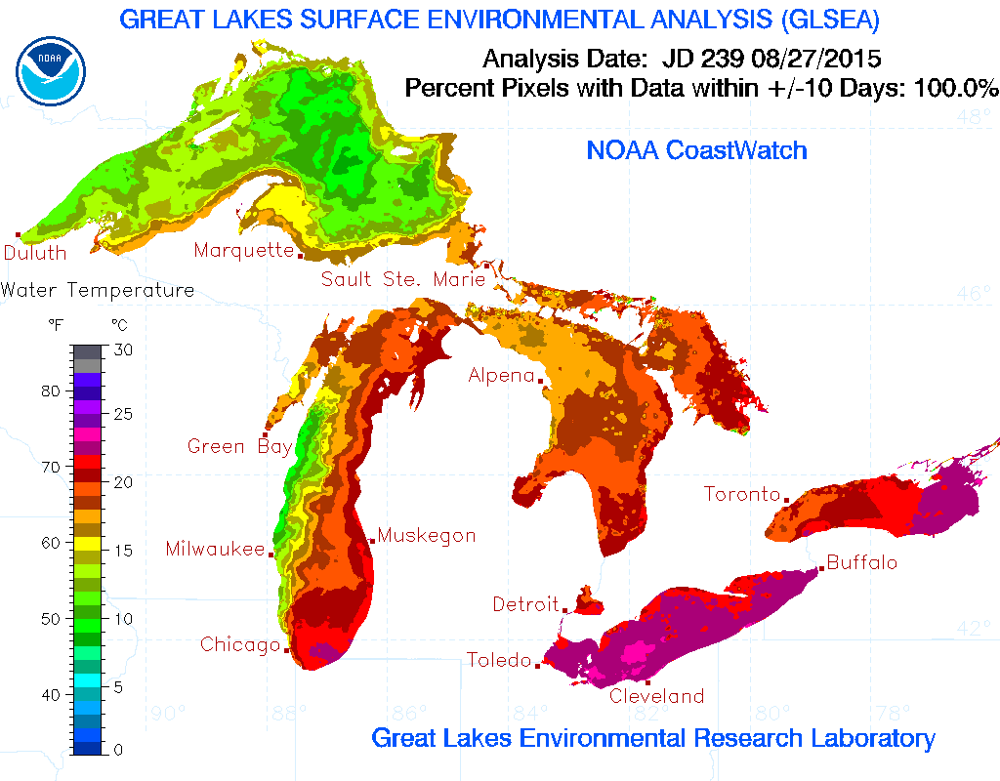 GREAT LAKES SURFACE ENVIRONMENTAL ANALYSIS (GLSEA)
NOAA
Analysis Date: JD 239 08/27/2015
Percent Pixels with Data within +/-10 Days: 100.0%
48°
NOAA CoastWatch
Duluth
Marquette
Sault Ste. Marie
Water Temperature
46°
°F °C
30
Alpena
80
25
Green Bay
70
20
Toronto
Muskegon
60
15
Milwaukee
Buffalo
Detroit
50
10
42°
Chicago
Toledo
40
5
Cleveland
90° 88° 86° 84° 82° 80° 78°
Great Lakes Environmental Research Laboratory
0